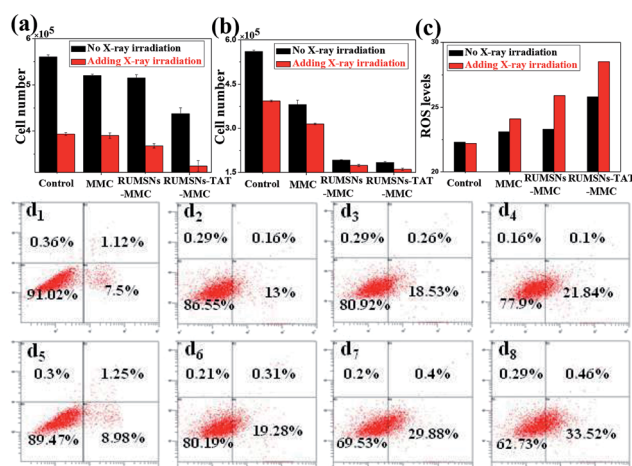 (a)
6
×10⁵
No X-ray irradiation
Adding X-ray irradiation
5
4
Cell number
Control MMC RUMSNs RUMSNs-TAT
-MMC -MMC
(b)
6.0
×10⁵
No X-ray irradiation
Adding X-ray irradiation
4.5
3.0
1.5
Cell number
Control MMC RUMSNs RUMSNs-TAT
-MMC -MMC
(c)
30
No X-ray irradiation
Adding X-ray irradiation
25
20
ROS levels
Control MMC RUMSNs RUMSNs-TAT
-MMC -MMC
d1
0.36% 1.12%
91.02% 7.5%
d2
0.29% 0.16%
86.55% 13%
d3
0.29% 0.26%
80.92% 18.53%
d4
0.16% 0.1%
77.9% 21.84%
d5
0.3% 1.25%
89.47% 8.98%
d6
0.21% 0.31%
80.19% 19.28%
d7
0.2% 0.4%
69.53% 29.88%
d8
0.29% 0.46%
62.73% 33.52%